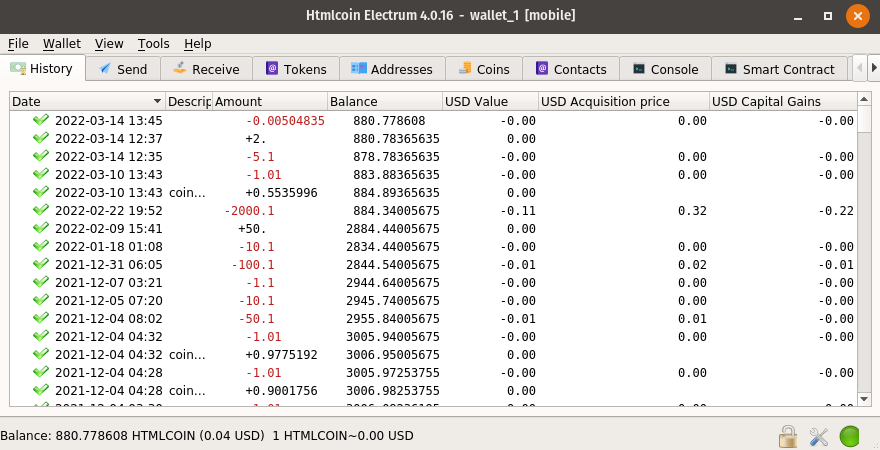 Htmlcoin Electrum 4.0.16 - wallet_1 [mobile]
File Wallet View Tools Help
History Send Receive Tokens Addresses Coins Contacts Console Smart Contract
Date Descrip Amount Balance USD Value USD Acquisition price USD Capital Gains
2022-03-14 13:45 -0.00504835 880.778608 -0.00 0.00 -0.00
2022-03-14 12:37 +2. 880.78365635 0.00
2022-03-14 12:35 -5.1 878.78365635 -0.00 0.00 -0.00
2022-03-10 13:43 -1.01 883.88365635 -0.00 0.00 -0.00
2022-03-10 13:43 coin... +0.5535996 884.89365635 0.00
2022-02-22 19:52 -2000.1 884.34005675 -0.11 0.32 -0.22
2022-02-09 15:41 +50. 2884.44005675 0.00
2022-01-18 01:08 -10.1 2834.44005675 -0.00 0.00 -0.00
2021-12-31 06:05 -100.1 2844.54005675 -0.01 0.02 -0.01
2021-12-07 03:21 -1.1 2944.64005675 -0.00 0.00 -0.00
2021-12-05 07:20 -10.1 2945.74005675 -0.00 0.00 -0.00
2021-12-04 08:02 -50.1 2955.84005675 -0.01 0.01 -0.00
2021-12-04 04:32 -1.01 3005.94005675 -0.00 0.00 -0.00
2021-12-04 04:32 coin... +0.9775192 3006.95005675 0.00
2021-12-04 04:28 -1.01 3005.97253755 -0.00 0.00 -0.00
2021-12-04 04:28 coin... +0.9001756 3006.98253755 0.00
Balance: 880.778608 HTMLCOIN (0.04 USD) 1 HTMLCOIN~0.00 USD